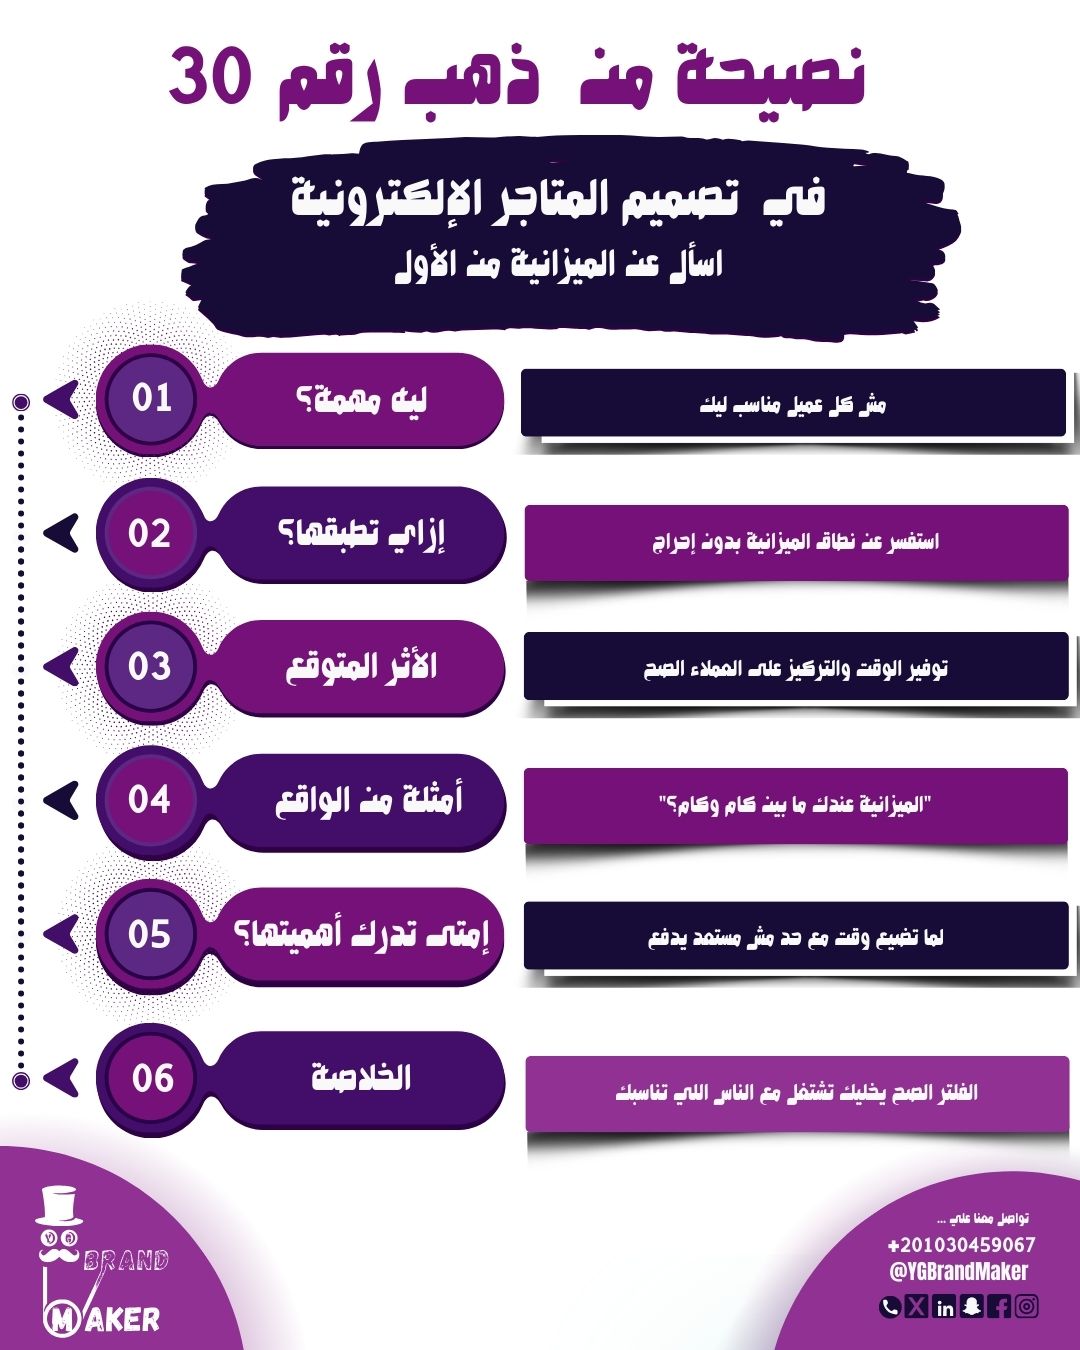 نصيحة من ذهب رقم 30
في تصميم المتاجر الإلكترونية
اسأل عن الميزانية من الأول
01
ليه مهمة؟
مش كل عميل مناسب ليك
02
إزاي تطبقها؟
استفسر عن نطاق الميزانية بدون إحراج
03
الأثر المتوقع
توفير الوقت والتركيز على العملاء الصح
04
أمثلة من الواقع
"الميزانية عندك ما بين كام وكام؟"
05
إمتى تدرك أهميتها؟
لما تضيع وقت مع حد مش مستعد يدفع
06
الخلاصة
الفلتر الصح يخليك تشتغل مع الناس اللي تناسبك
YG
BRAND
MAKER
تواصل معنا علي ...
+201030459067
@YGBrandMaker